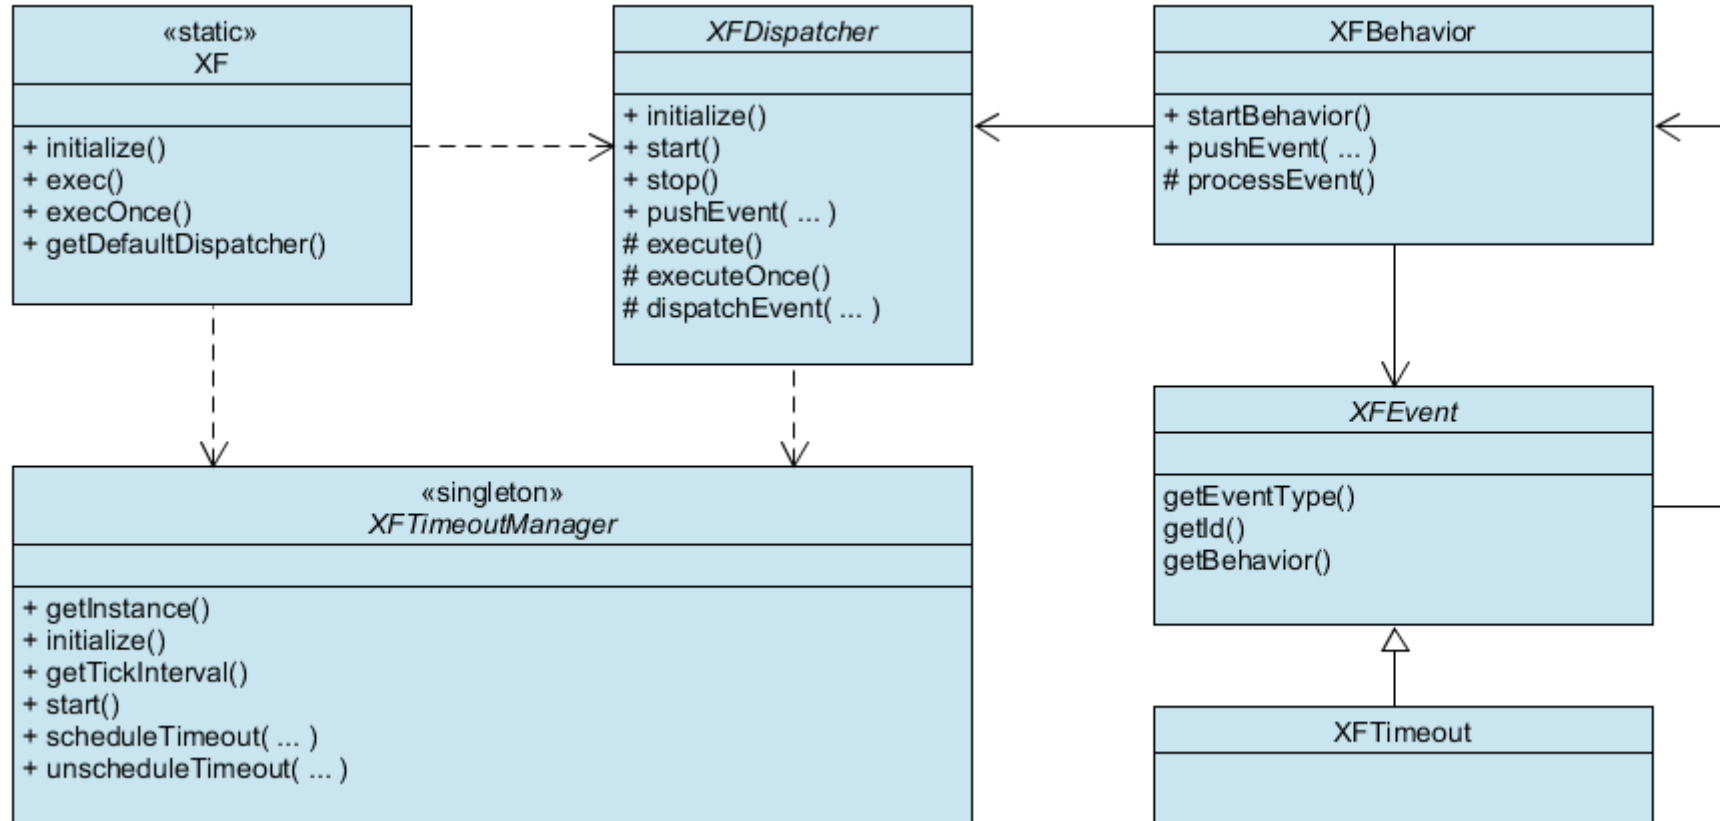 «static»
XF
+ initialize()
+ exec()
+ execOnce()
+ getDefaultDispatcher()
XFDispatcher
+ initialize()
+ start()
+ stop()
+ pushEvent( ... )
# execute()
# executeOnce()
# dispatchEvent( ... )
XFBehavior
+ startBehavior()
+ pushEvent( ... )
# processEvent()
«singleton»
XFTimeoutManager
+ getInstance()
+ initialize()
+ getTickInterval()
+ start()
+ scheduleTimeout( ... )
+ unscheduleTimeout( ... )
XFEvent
getEventType()
getId()
getBehavior()
XFTimeout